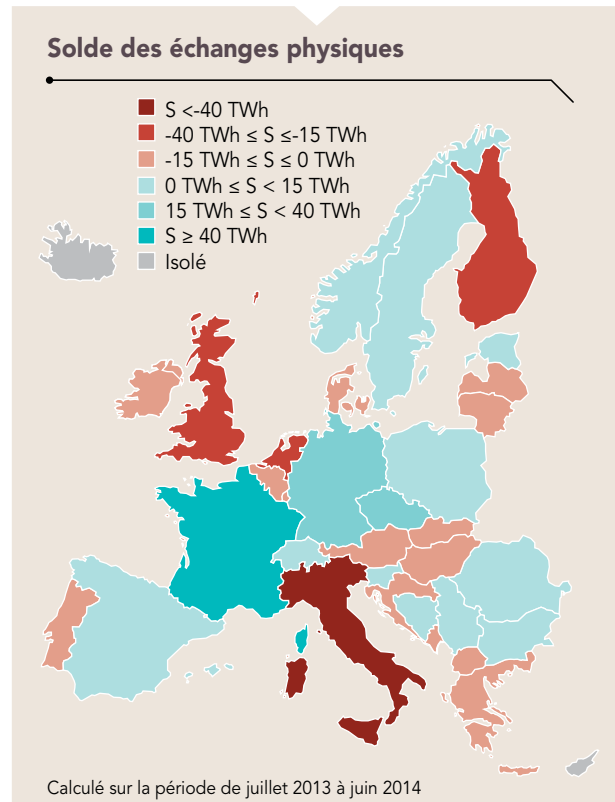 Solde des échanges physiques
S <-40 TWh
-40 TWh ≤ S ≤-15 TWh
-15 TWh ≤ S ≤ 0 TWh
0 TWh ≤ S < 15 TWh
15 TWh ≤ S < 40 TWh
S ≥ 40 TWh
Isolé
Calculé sur la période de juillet 2013 à juin 2014